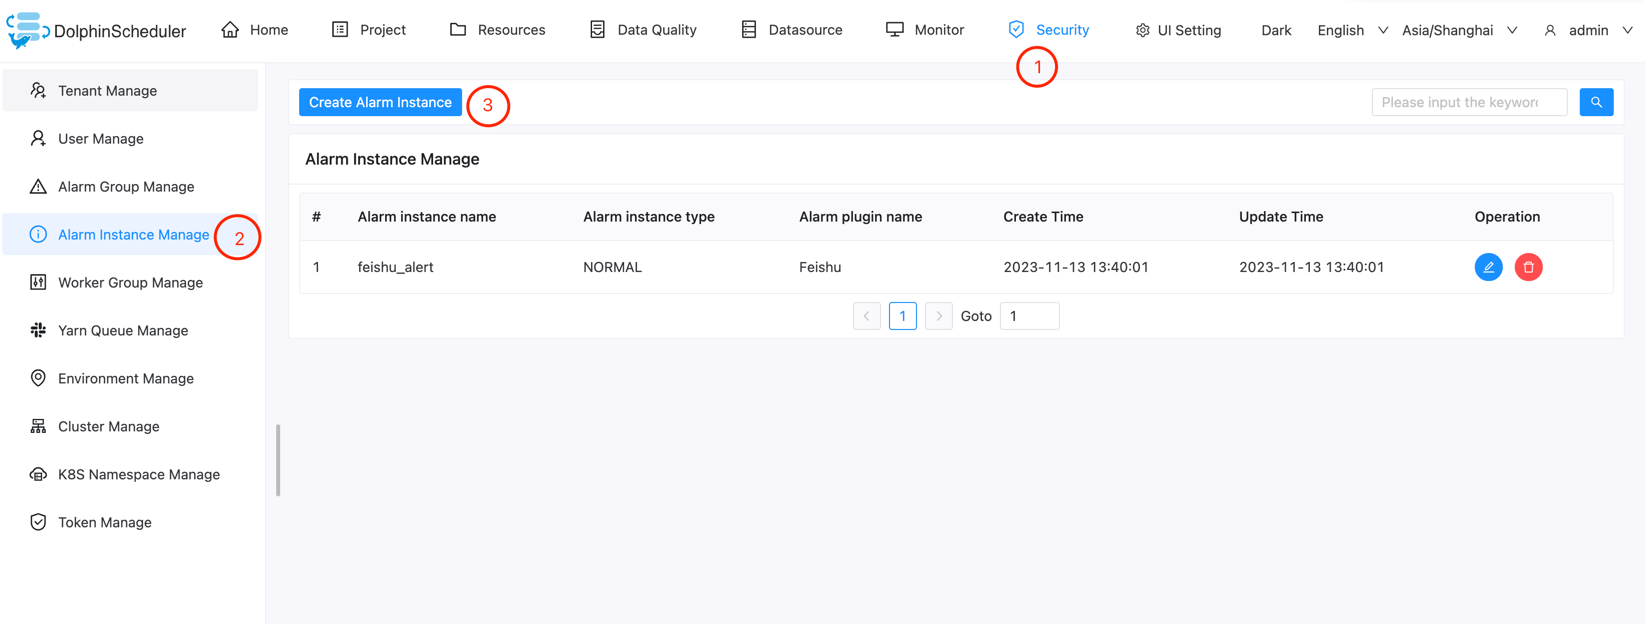 DolphinScheduler Home Project Resources Data Quality Datasource Monitor Security UI Setting Dark English Asia/Shanghai admin
1
Tenant Manage
User Manage
Alarm Group Manage
Alarm Instance Manage 2
Worker Group Manage
Yarn Queue Manage
Environment Manage
Cluster Manage
K8S Namespace Manage
Token Manage
Create Alarm Instance 3 Please input the keyword
Alarm Instance Manage
# Alarm instance name Alarm instance type Alarm plugin name Create Time Update Time Operation
1 feishu_alert NORMAL Feishu 2023-11-13 13:40:01 2023-11-13 13:40:01
1 Goto 1